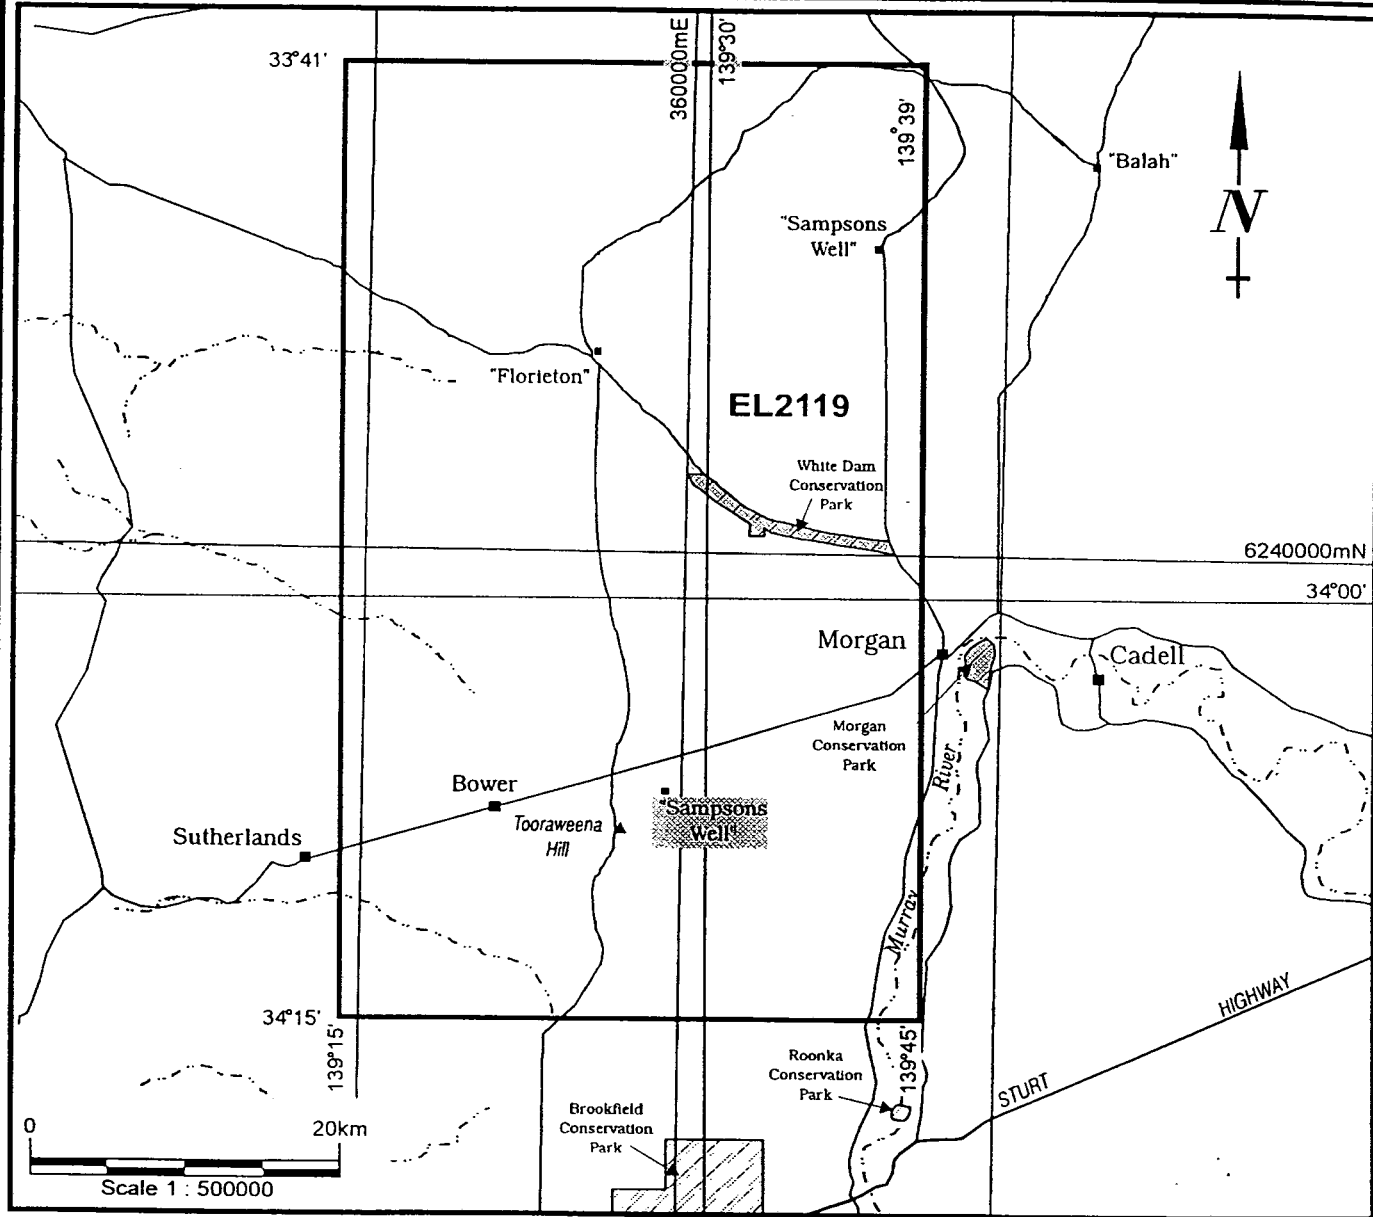 33°41'
360000mE
139°30'
139°39'
"Balah"
N
"Sampsons
Well"
"Florieton"
EL2119
White Dam
Conservation
Park
6240000mN
34°00'
Morgan
Cadell
Morgan
Conservation
Park
River
Bower
"Sampsons
Well"
Tooraweena
Hill
Sutherlands
Murray
HIGHWAY
34°15'
139°15'
139°45'
Roonka
Conservation
Park
STURT
Brookfield
Conservation
Park
0 20km
Scale 1 : 500000